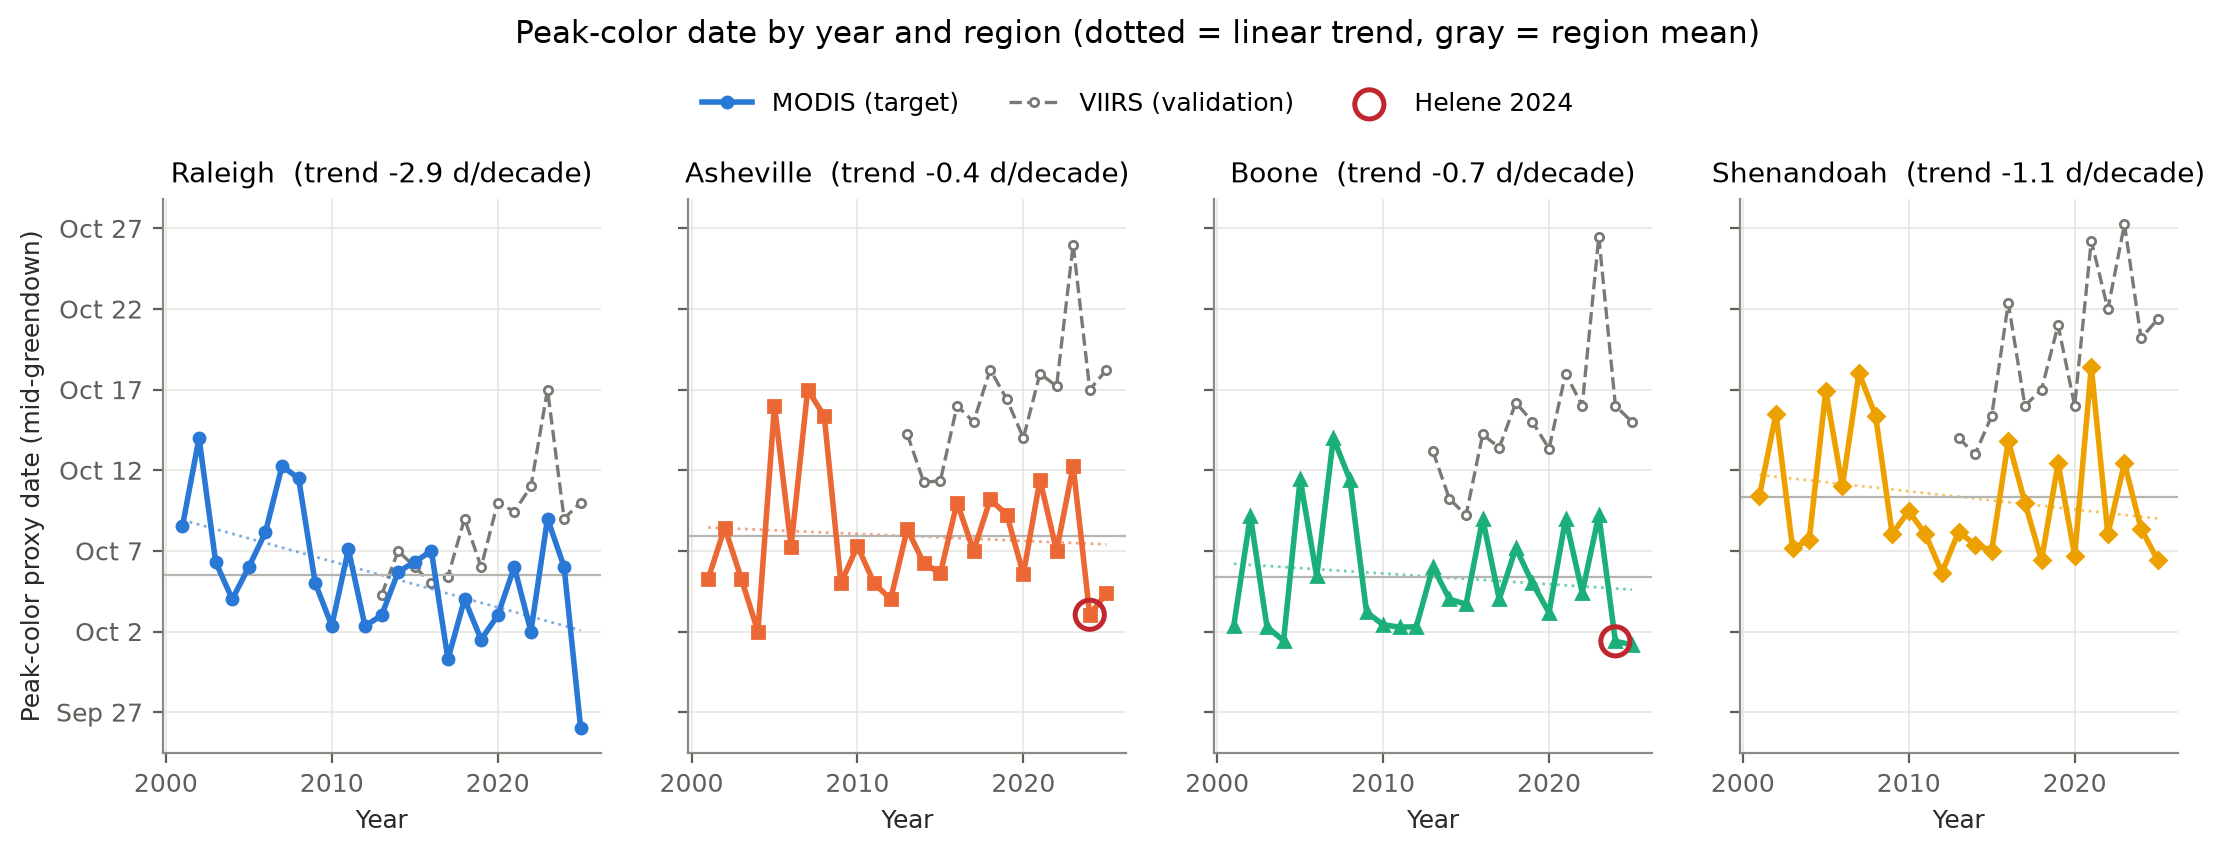 Peak-color date by year and region (dotted = linear trend, gray = region mean)
MODIS (target)
VIIRS (validation)
Helene 2024
Raleigh  (trend -2.9 d/decade)
Asheville  (trend -0.4 d/decade)
Boone  (trend -0.7 d/decade)
Shenandoah  (trend -1.1 d/decade)
Peak-color proxy date (mid-greendown)
Oct 27
Oct 22
Oct 17
Oct 12
Oct 7
Oct 2
Sep 27
2000 2010 2020
2000 2010 2020
2000 2010 2020
2000 2010 2020
Year
Year
Year
Year